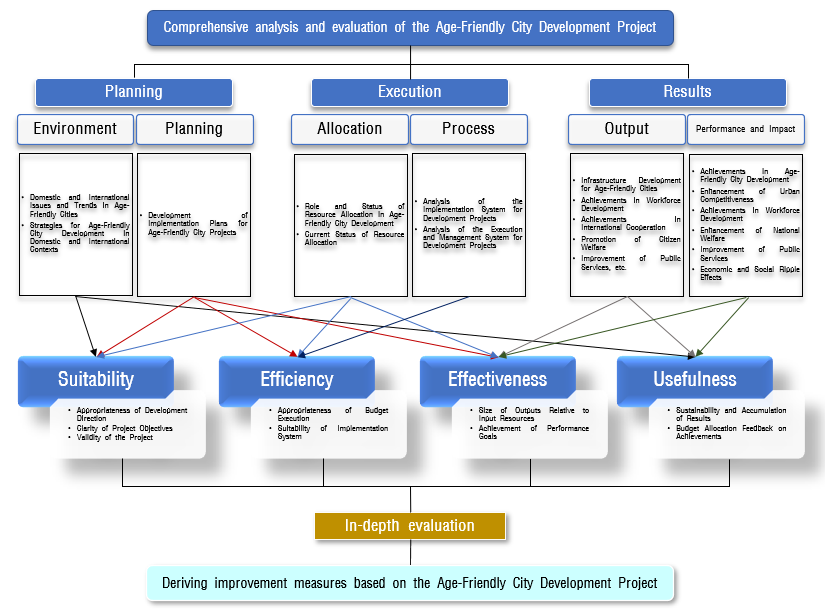 Comprehensive analysis and evaluation of the Age-Friendly City Development Project
Planning
Execution
Results
Environment
Planning
Allocation
Process
Output
Performance and Impact
• Domestic and International
Issues and Trends in Age-
Friendly Cities
• Strategies for Age-Friendly
City Development in
Domestic and International
Contexts
• Development of
Implementation Plans for
Age-Friendly City Projects
• Role and Status of
Resource Allocation in Age-
Friendly City Development
• Current Status of Resource
Allocation
• Analysis of the
Implementation System for
Development Projects
• Analysis of the Execution
and Management System for
Development Projects
• Infrastructure Development
for Age-Friendly Cities
• Achievements in Workforce
Development
• Achievements in
International Cooperation
• Promotion of Citizen
Welfare
• Improvement of Public
Services, etc.
• Achievements in Age-
Friendly City Development
• Enhancement of Urban
Competitiveness
• Achievements in Workforce
Development
• Enhancement of National
Welfare
• Improvement of Public
Services
• Economic and Social Ripple
Effects
Suitability
• Appropriateness of Development
Direction
• Clarity of Project Objectives
• Validity of the Project
Efficiency
• Appropriateness of Budget
Execution
• Suitability of Implementation
System
Effectiveness
• Size of Outputs Relative to
Input Resources
• Achievement of Performance
Goals
Usefulness
• Sustainability and Accumulation
of Results
• Budget Allocation Feedback on
Achievements
In-depth evaluation
Deriving improvement measures based on the Age-Friendly City Development Project